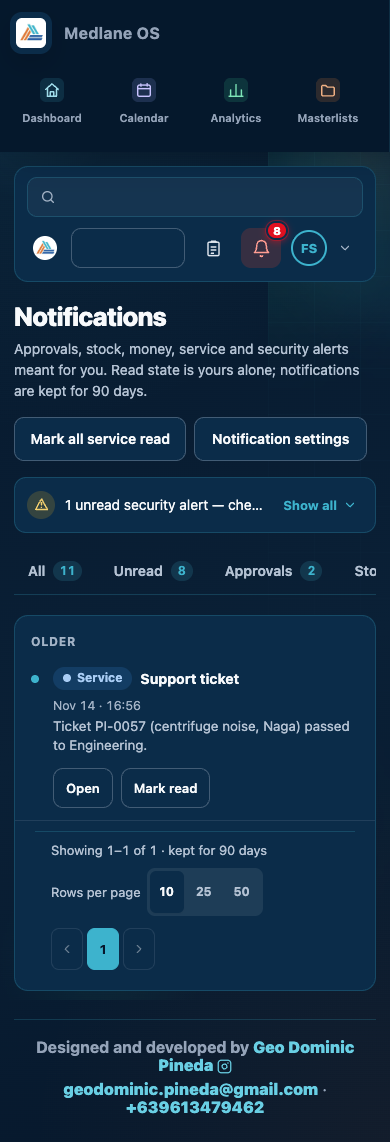 Medlane OS
Dashboard
Calendar
Analytics
Masterlists
8
FS
Notifications
Approvals, stock, money, service and security alerts
meant for you. Read state is yours alone; notifications
are kept for 90 days.
Mark all service read
Notification settings
1 unread security alert — che...
Show all
All 11
Unread 8
Approvals 2
Sto
OLDER
Service Support ticket
Nov 14 · 16:56
Ticket PI-0057 (centrifuge noise, Naga) passed
to Engineering.
Open
Mark read
Showing 1–1 of 1 · kept for 90 days
Rows per page 10 25 50
1
Designed and developed by Geo Dominic
Pineda
geodominic.pineda@gmail.com ·
+639613479462